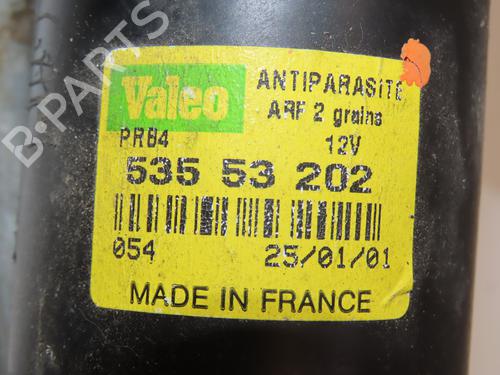 Valeo
ANTIPARASITE
ARF 2 grains
PRB4
12V
535 53 202
054
25/01/01
MADE IN FRANCE
B-PARTS